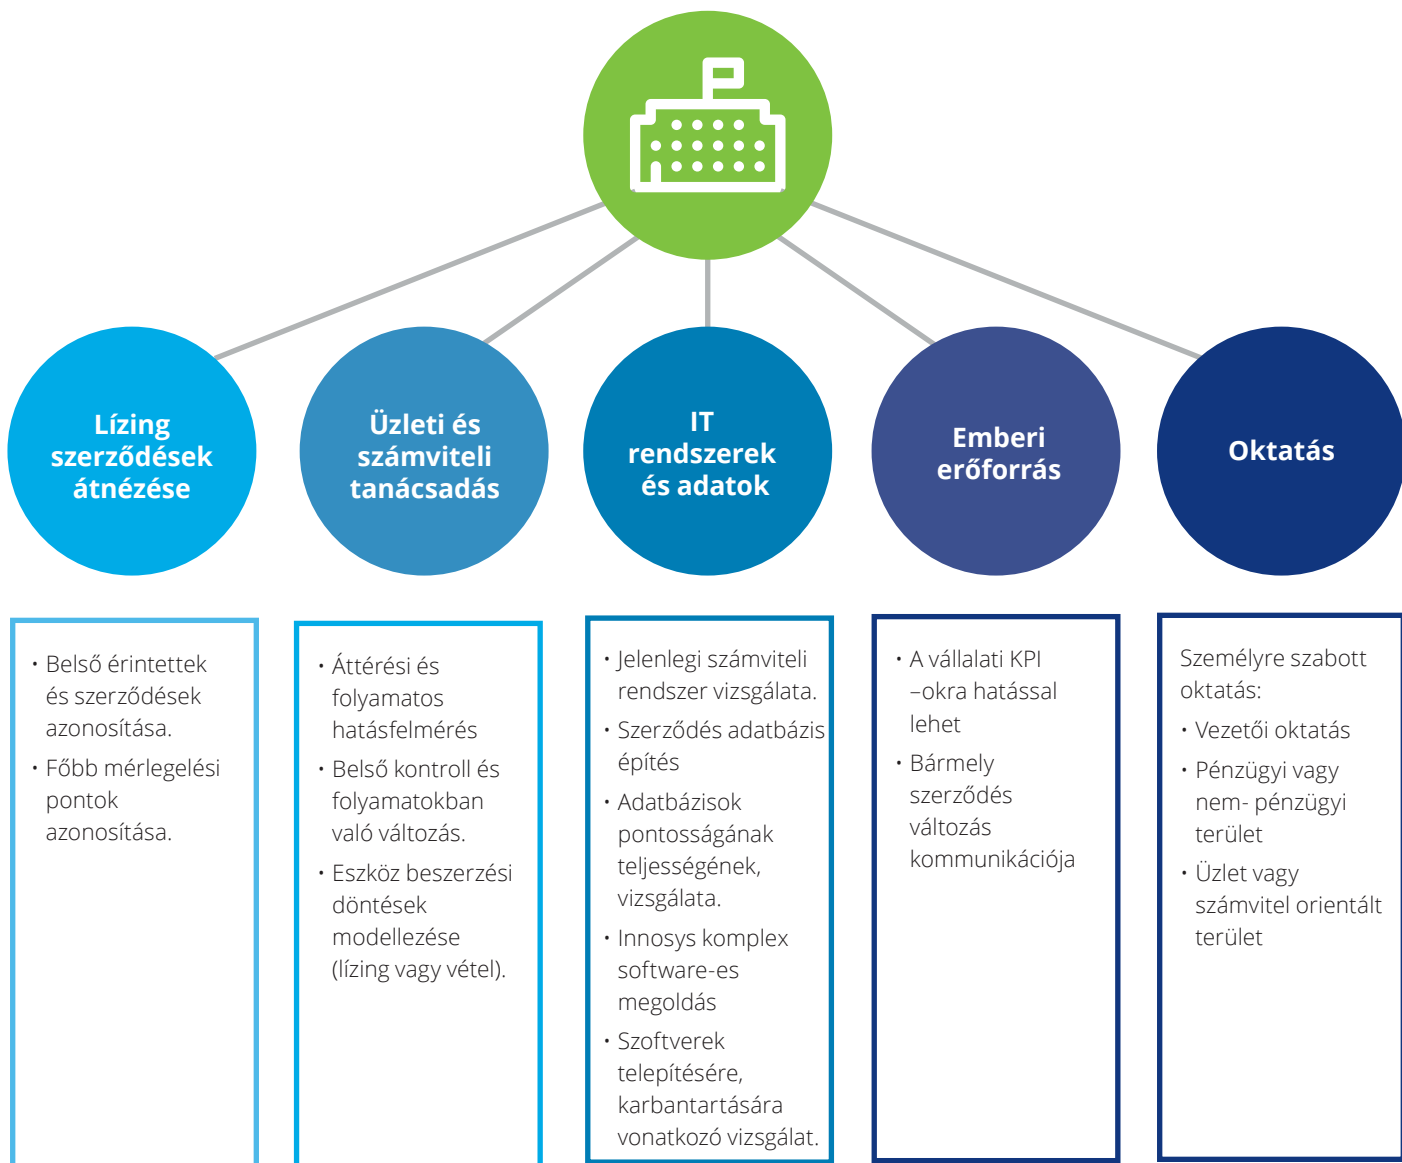 Lízing
szerződések
átnézése
Üzleti és
számviteli
tanácsadás
IT
rendszerek
és adatok
Emberi
erőforrás
Oktatás
• Belső érintettek
és szerződések
azonosítása.
• Főbb mérlegelési
pontok
azonosítása.
• Áttérési és
folyamatos
hatásfelmérés
• Belső kontroll és
folyamatokban
való változás.
• Eszköz beszerzési
döntések
modellezése
(lízing vagy vétel).
• Jelenlegi számviteli
rendszer vizsgálata.
• Szerződés adatbázis
építés
• Adatbázisok
pontosságának
teljességének,
vizsgálata.
• Innosys komplex
software-es
megoldás
• Szoftverek
telepítésére,
karbantartására
vonatkozó vizsgálat.
• A vállalati KPI
–okra hatással
lehet
• Bármely
szerződés
változás
kommunikációja
Személyre szabott
oktatás:
• Vezetői oktatás
• Pénzügyi vagy
nem- pénzügyi
terület
• Üzlet vagy
számvitel orientált
terület